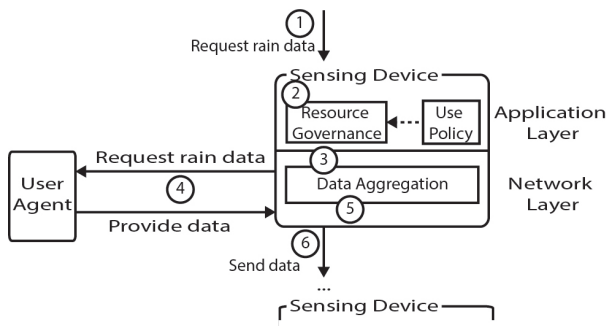 1
Request rain data
Sensing Device
2
Resource
Governance
Use
Policy
Application
Layer
Request rain data
3
User
Agent
4
Data Aggregation
Network
Layer
5
Provide data
6
Send data
...
Sensing Device